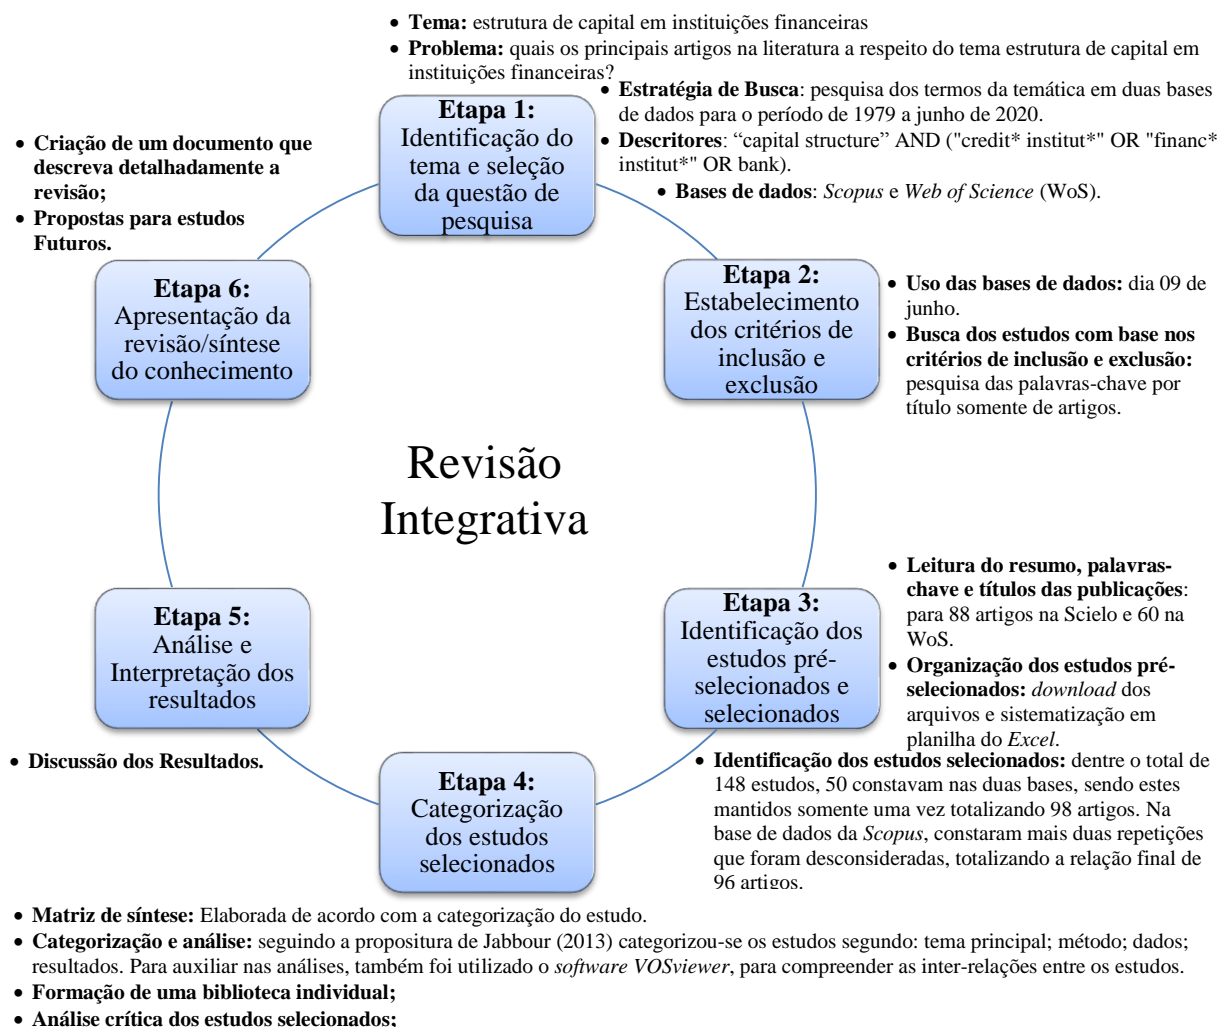 • Tema: estrutura de capital em instituições financeiras
• Problema: quais os principais artigos na literatura a respeito do tema estrutura de capital em
instituições financeiras?
Etapa 1:
Identificação do
tema e seleção
da questão de
pesquisa
• Estratégia de Busca: pesquisa dos termos da temática em duas bases
de dados para o período de 1979 a junho de 2020.
• Descritores: “capital structure” AND ("credit* institut*" OR "financ*
institut*" OR bank).
• Bases de dados: Scopus e Web of Science (WoS).
Etapa 2:
Estabelecimento
dos critérios de
inclusão e
exclusão
• Uso das bases de dados: dia 09 de
junho.
• Busca dos estudos com base nos
critérios de inclusão e exclusão:
pesquisa das palavras-chave por
título somente de artigos.
Revisão
Integrativa
Etapa 3:
Identificação dos
estudos pré-
selecionados e
selecionados
• Leitura do resumo, palavras-
chave e títulos das publicações:
para 88 artigos na Scielo e 60 na
WoS.
• Organização dos estudos pré-
selecionados: download dos
arquivos e sistematização em
planilha do Excel.
• Identificação dos estudos selecionados: dentre o total de
148 estudos, 50 constavam nas duas bases, sendo estes
mantidos somente uma vez totalizando 98 artigos. Na
base de dados da Scopus, constaram mais duas repetições
que foram desconsideradas, totalizando a relação final de
96 artigos.
Etapa 4:
Categorização
dos estudos
selecionados
• Matriz de síntese: Elaborada de acordo com a categorização do estudo.
• Categorização e análise: seguindo a propositura de Jabbour (2013) categorizou-se os estudos segundo: tema principal; método; dados;
resultados. Para auxiliar nas análises, também foi utilizado o software VOSviewer, para compreender as inter-relações entre os estudos.
• Formação de uma biblioteca individual;
• Análise crítica dos estudos selecionados;
Etapa 5:
Análise e
Interpretação dos
resultados
• Discussão dos Resultados.
Etapa 6:
Apresentação da
revisão/síntese
do conhecimento
• Criação de um documento que
descreva detalhadamente a
revisão;
• Propostas para estudos
Futuros.